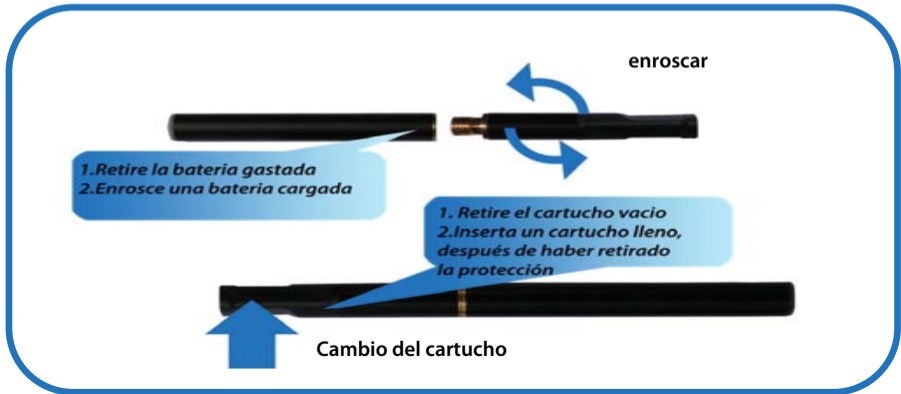 enroscar
1.Retire la bateria gastada
2.Enrosce una bateria cargada
1. Retire el cartucho vacio
2.Inserta un cartucho lleno,
después de haber retirado
la protección
Cambio del cartucho